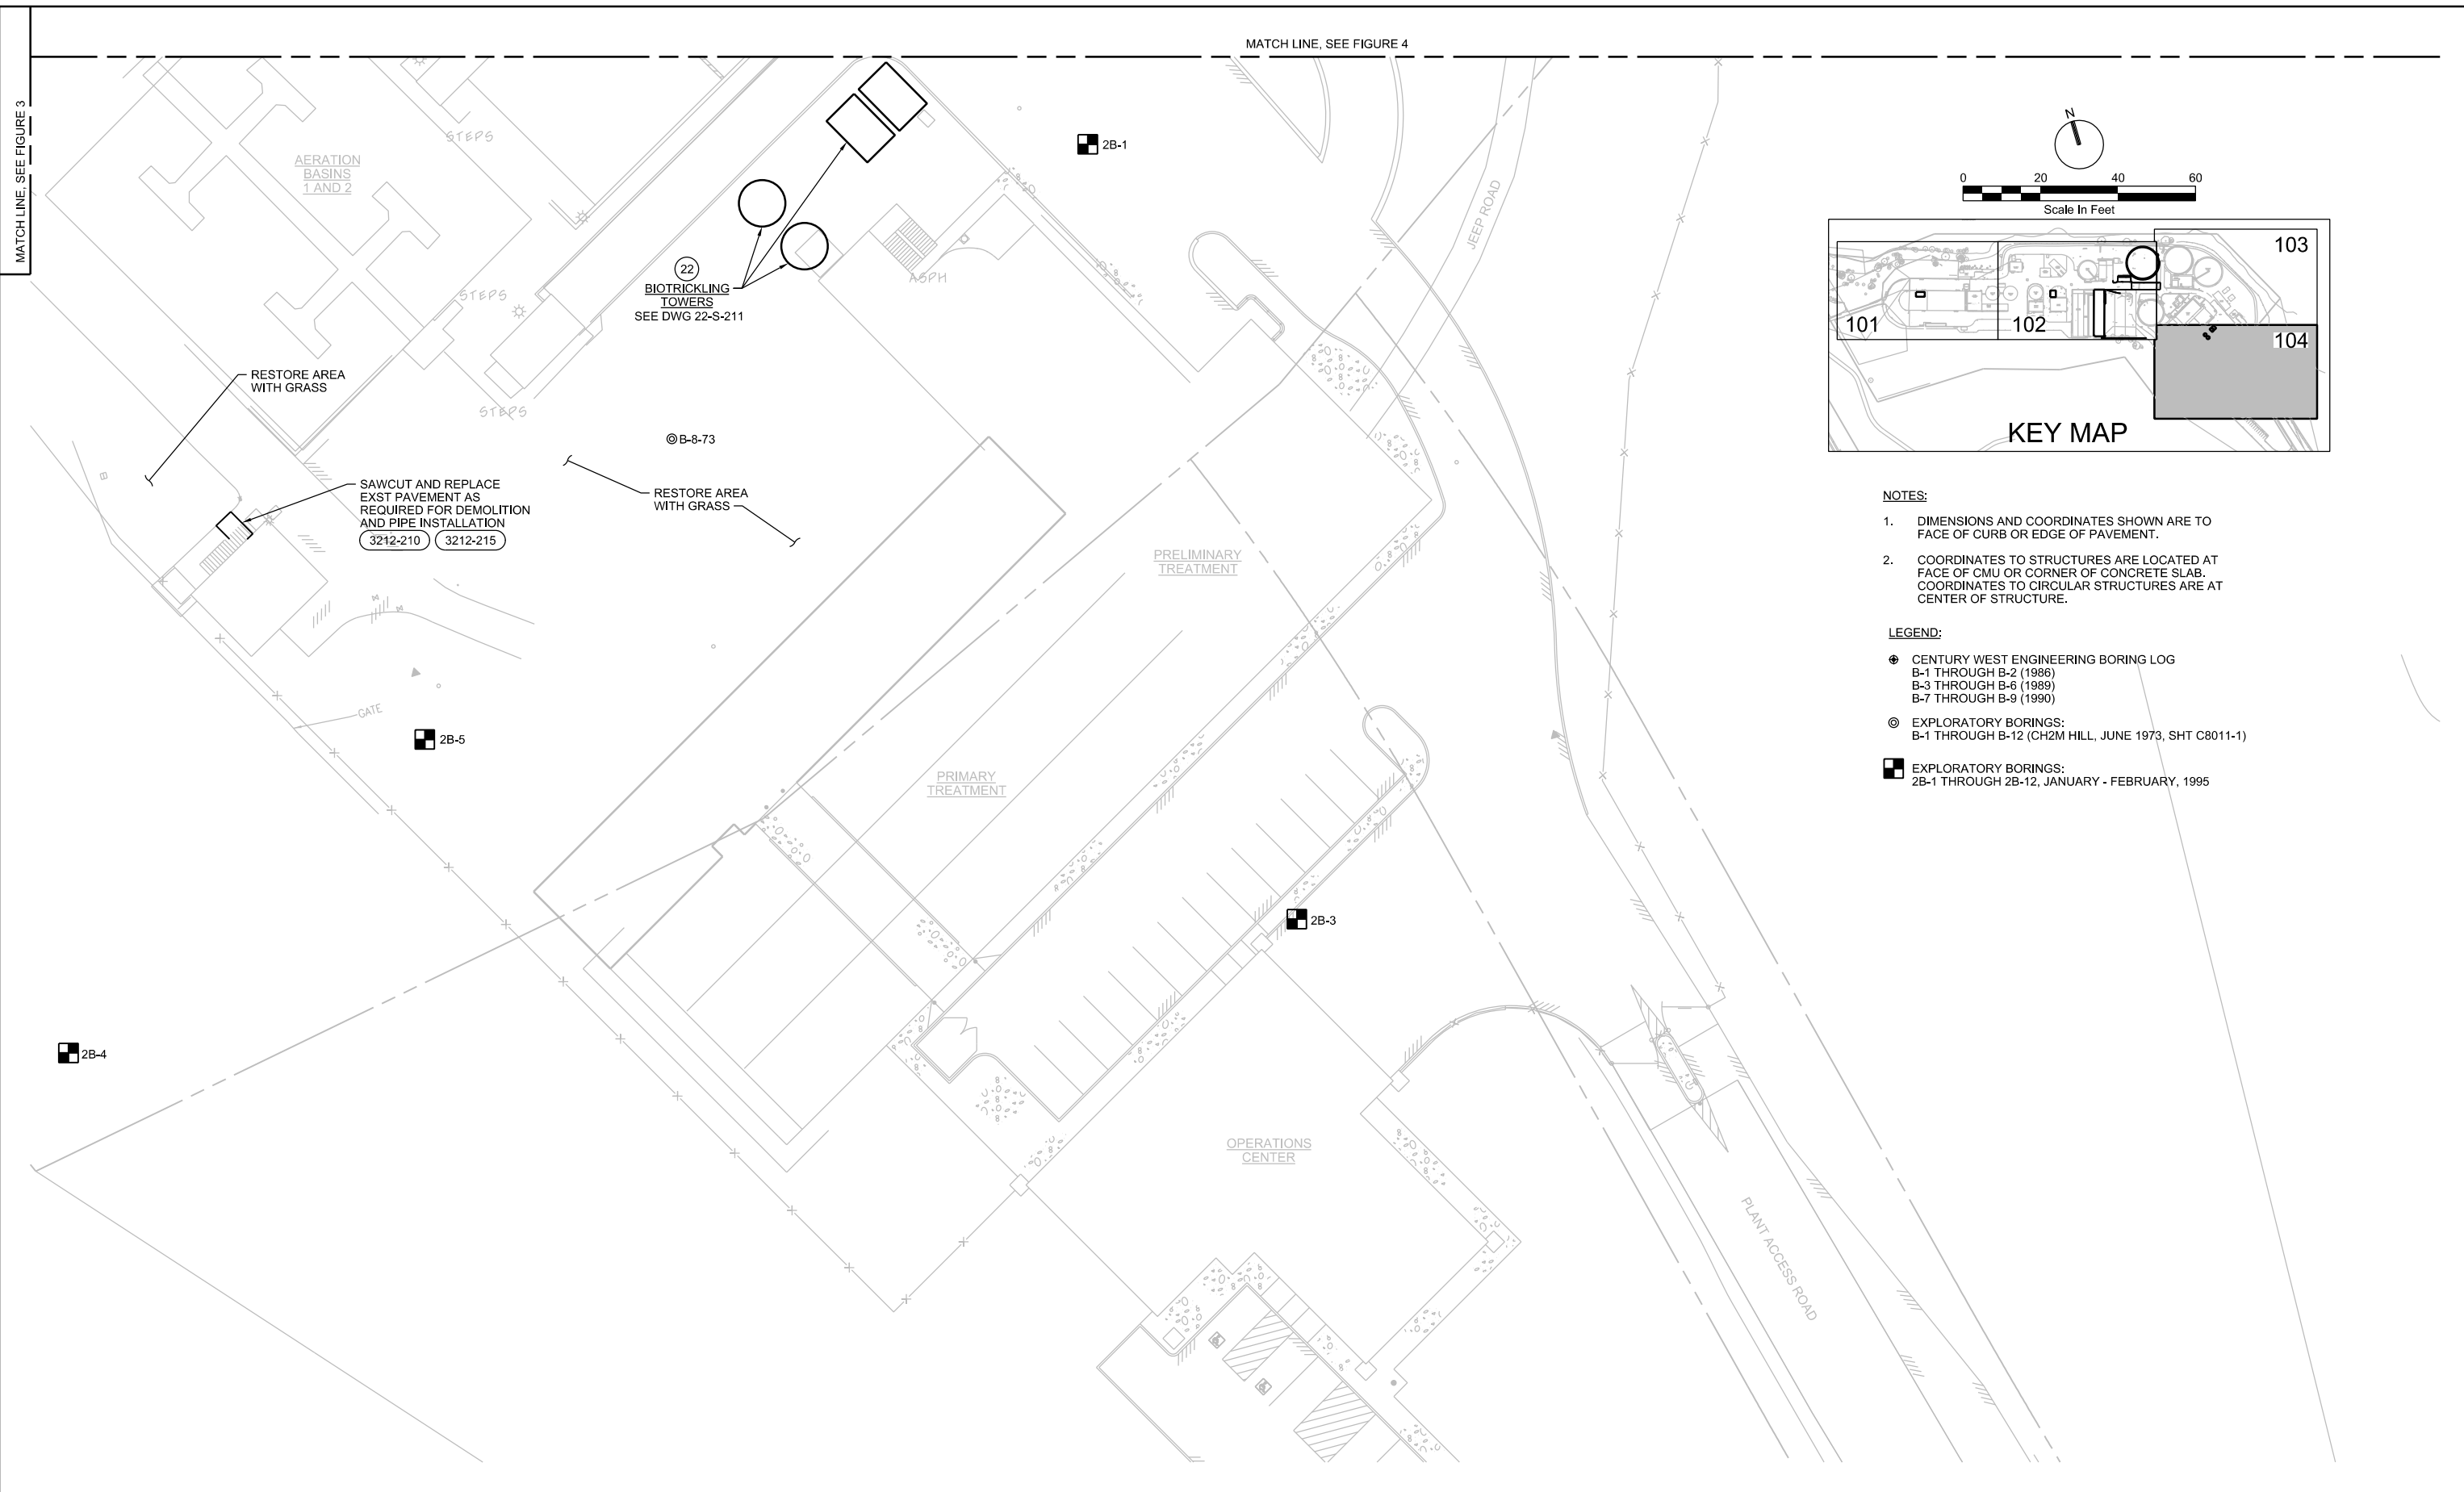 MATCH LINE, SEE FIGURE 4
MATCH LINE, SEE FIGURE 3
STEPS
AERATION
BASINS
1 AND 2
2B-1
22
BIOTRICKLING
TOWERS
SEE DWG 22-S-211
ASPH
JEEP ROAD
STEPS
STEPS
RESTORE AREA
WITH GRASS
B-8-73
SAWCUT AND REPLACE
EXST PAVEMENT AS
REQUIRED FOR DEMOLITION
AND PIPE INSTALLATION
3212-210 3212-215
RESTORE AREA
WITH GRASS
PRELIMINARY
TREATMENT
GATE
2B-5
PRIMARY
TREATMENT
2B-3
2B-4
OPERATIONS
CENTER
PLANT ACCESS ROAD
N
0 20 40 60
Scale In Feet
103
101
102
104
KEY MAP
NOTES:
1. DIMENSIONS AND COORDINATES SHOWN ARE TO
FACE OF CURB OR EDGE OF PAVEMENT.
2. COORDINATES TO STRUCTURES ARE LOCATED AT
FACE OF CMU OR CORNER OF CONCRETE SLAB.
COORDINATES TO CIRCULAR STRUCTURES ARE AT
CENTER OF STRUCTURE.
LEGEND:
CENTURY WEST ENGINEERING BORING LOG
B-1 THROUGH B-2 (1986)
B-3 THROUGH B-6 (1989)
B-7 THROUGH B-9 (1990)
EXPLORATORY BORINGS:
B-1 THROUGH B-12 (CH2M HILL, JUNE 1973, SHT C8011-1)
EXPLORATORY BORINGS:
2B-1 THROUGH 2B-12, JANUARY - FEBRUARY, 1995